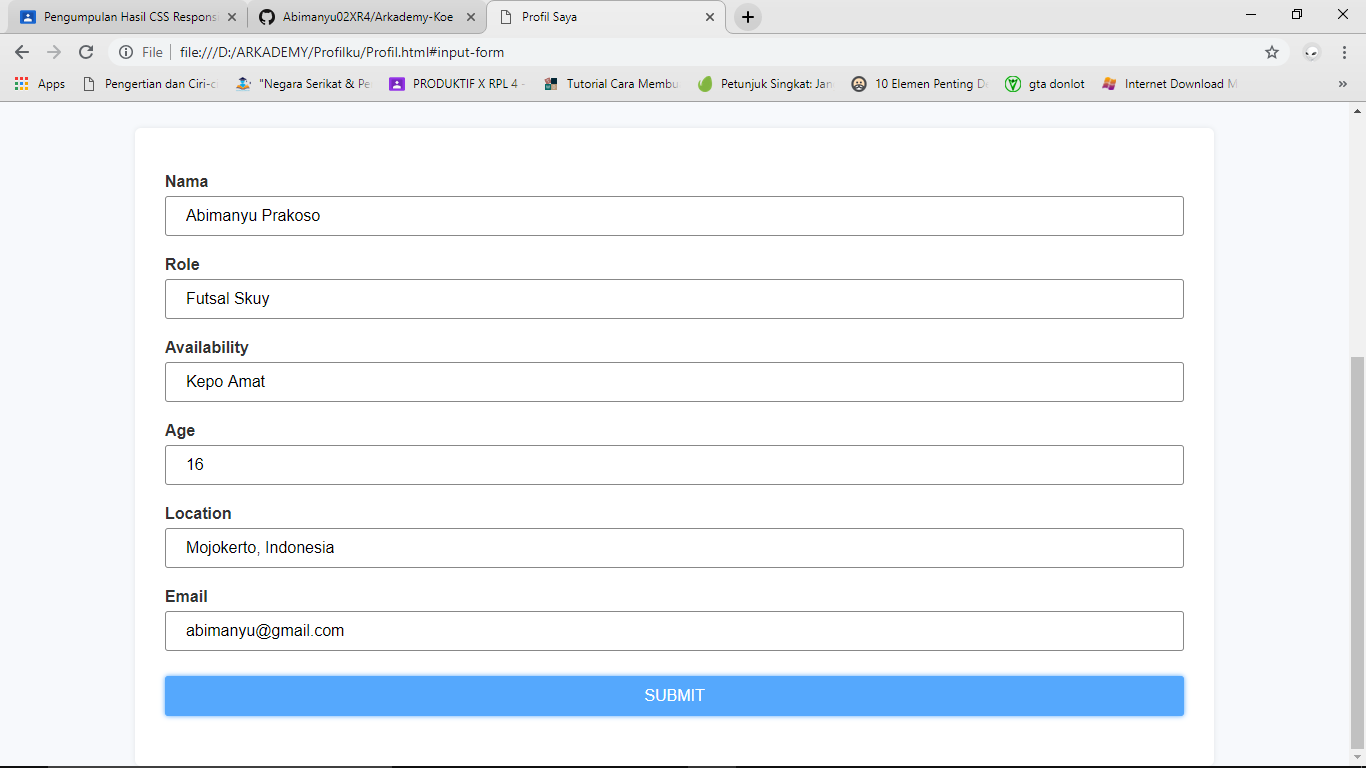 Pengumpulan Hasil CSS Respons
Abimanyu02XR4/Arkademy-Koe
Profil Saya
File
file:///D:/ARKADEMY/Profilku/Profil.html#input-form
Apps
Pengertian dan Ciri-c
"Negara Serikat & Pe
PRODUKTIF X RPL 4 -
Tutorial Cara Membu
Petunjuk Singkat: Jan
10 Elemen Penting D
gta donlot
Internet Download M
Nama
Abimanyu Prakoso
Role
Futsal Skuy
Availability
Kepo Amat
Age
16
Location
Mojokerto, Indonesia
Email
abimanyu@gmail.com
SUBMIT